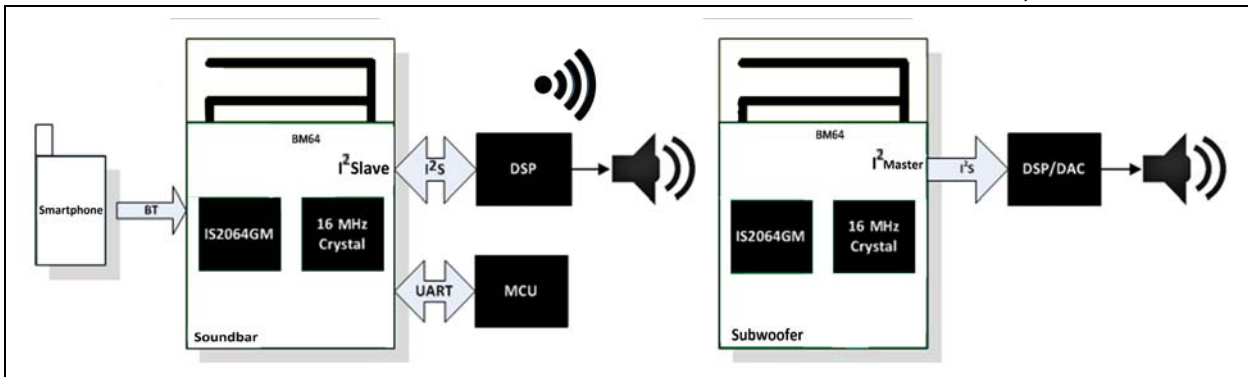 Smartphone
BT
BM64
I²Slave
IS2064GM
16 MHz
Crystal
Soundbar
I²S
DSP
UART
MCU
BM64
I²Master
IS2064GM
16 MHz
Crystal
Subwoofer
I²S
DSP/DAC